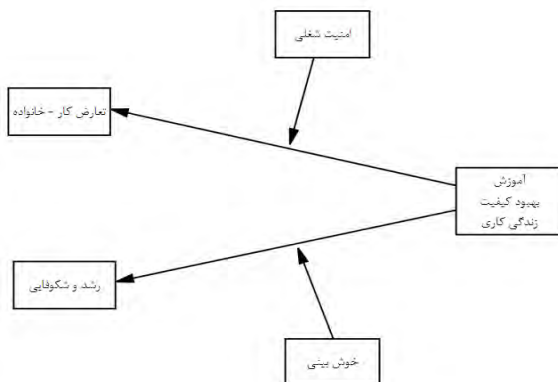 امنیت شغلی
تعارض کار - خانواده
آموزش
بهبود کیفیت
زندگی کاری
رشد و شکوفایی
خوش بینی